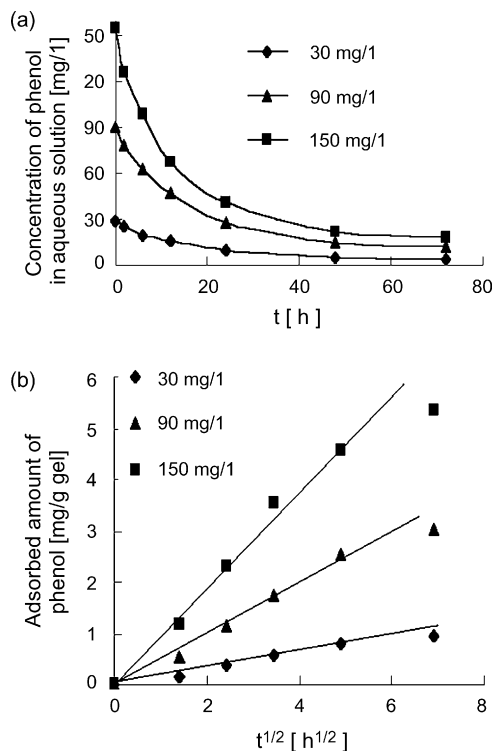 (a)
Concentration of phenol
in aqueous solution [mg/1]
50
20
90
60
30
0
30 mg/1
90 mg/1
150 mg/1
0
20
40
60
80
t [ h ]
(b)
Adsorbed amount of
phenol [mg/g gel]
6
5
4
3
2
1
0
30 mg/1
90 mg/1
150 mg/1
0
2
4
6
8
t^1/2 [ h^1/2 ]